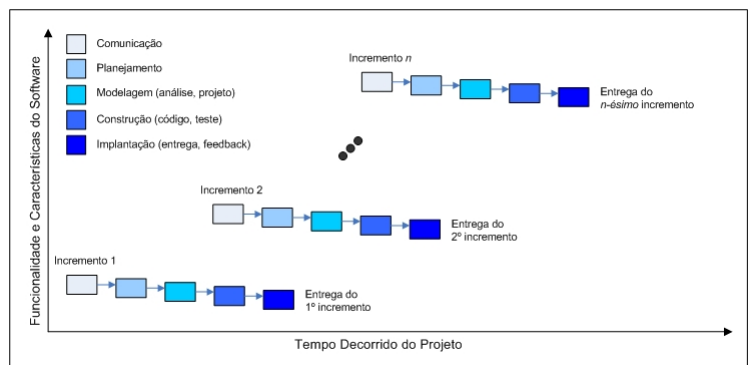 Funcionalidade e Características do Software
Comunicação
Planejamento
Modelagem (análise, projeto)
Construção (código, teste)
Implantação (entrega, feedback)
Incremento n
Entrega do
n-ésimo incremento
Incremento 2
Entrega do
2º incremento
Incremento 1
Entrega do
1º incremento
Tempo Decorrido do Projeto